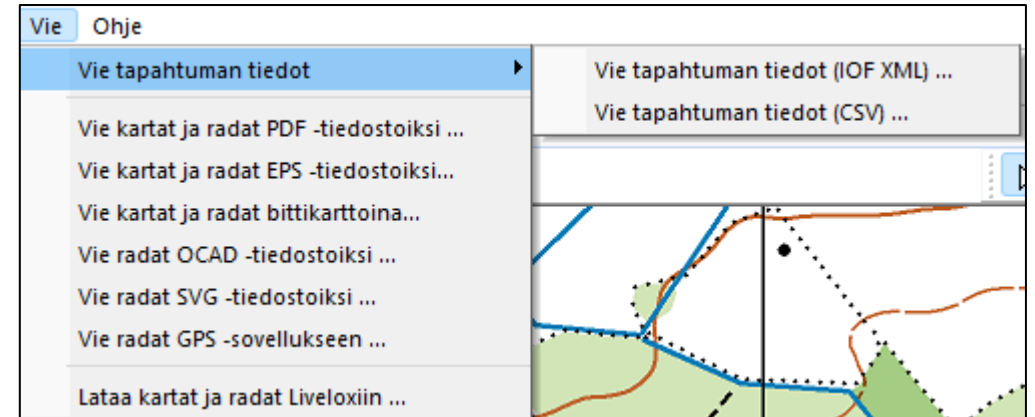 Vie Ohje
Vie tapahtuman tiedot
Vie tapahtuman tiedot (IOF XML) ...
Vie tapahtuman tiedot (CSV) ...
Vie kartat ja radat PDF -tiedostoiksi ...
Vie kartat ja radat EPS -tiedostoiksi...
Vie kartat ja radat bittikarttoina...
Vie radat OCAD -tiedostoiksi ...
Vie radat SVG -tiedostoiksi ...
Vie radat GPS -sovellukseen ...
Lataa kartat ja radat Liveloxiin ...